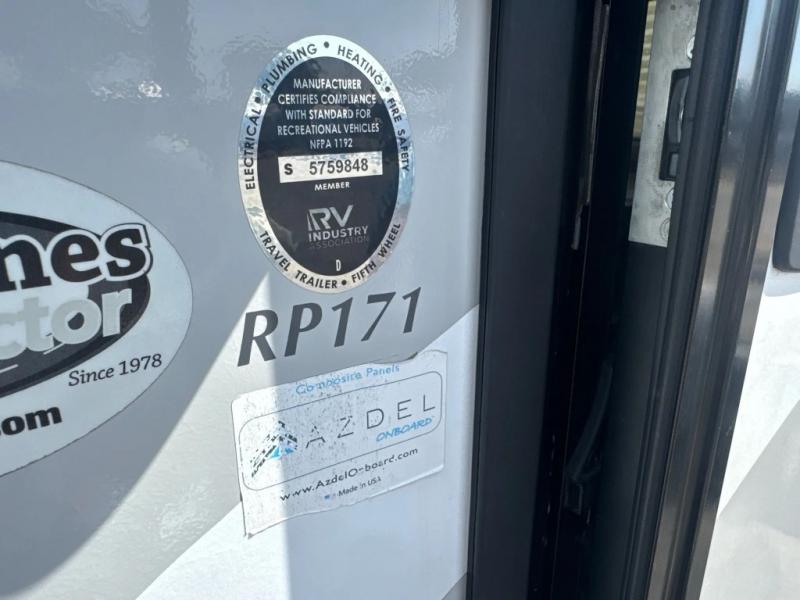 ELECTRICAL • PLUMBING • HEATING • FIRE SAFETY
MANUFACTURER
CERTIFIES COMPLIANCE
WITH STANDARD FOR
RECREATIONAL VEHICLES
NFPA 1192
S 5759848
MEMBER
RV
INDUSTRY
ASSOCIATION
D
TRAVEL TRAILER • FIFTH WHEEL
RP171
nes
ctor
Since 1978
.com
Composite Panels
AZDEL
ONBOARD
www.AzdelO-board.com
Made in USA